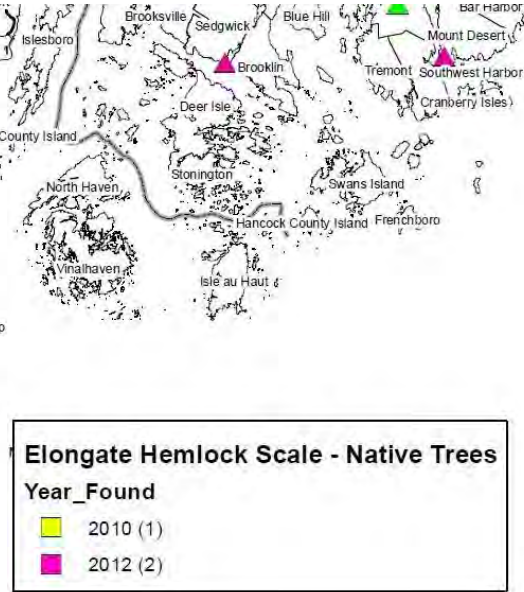 Brooksville
Sedgwick
Blue Hill
Bar Harbor
Islesboro
Mount Desert
Brooklin
Tremont
Southwest Harbor
Cranberry Isles
Deer Isle
County Island
Stonington
North Haven
Swans Island
Hancock County Island
Frenchboro
Vinalhaven
Isle au Haut
Elongate Hemlock Scale - Native Trees
Year_Found
2010 (1)
2012 (2)